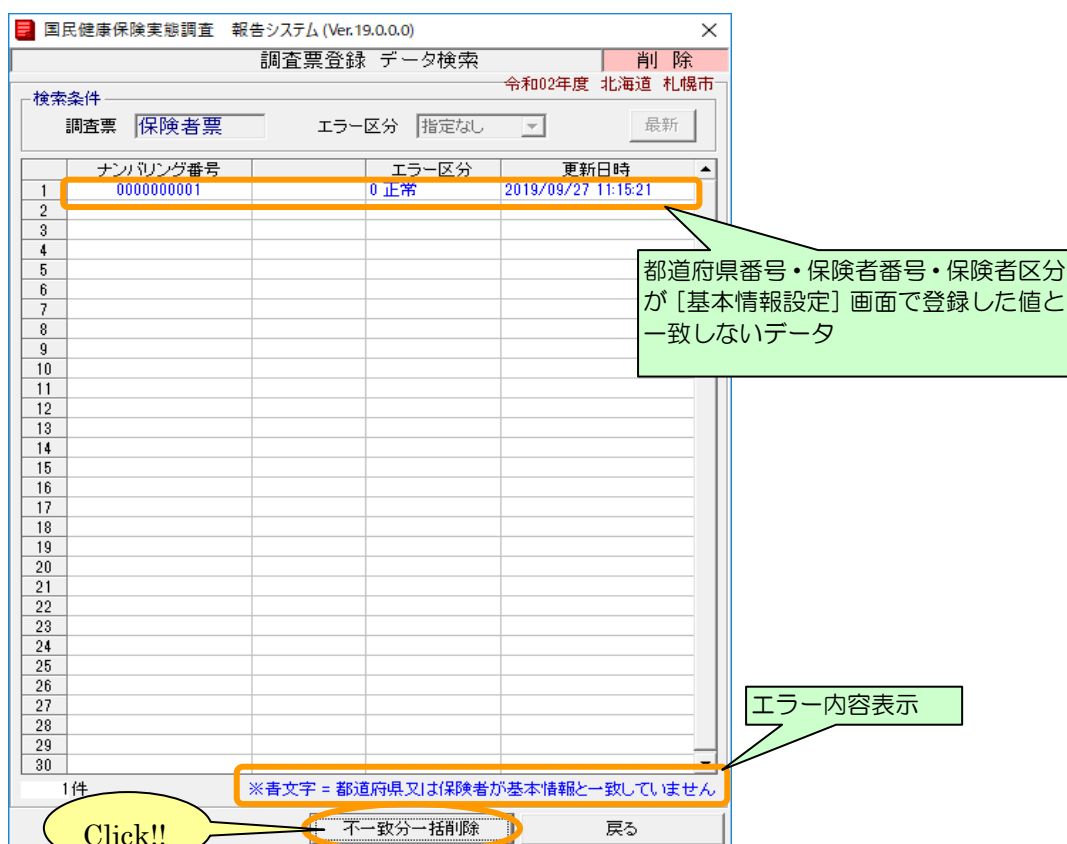 国民健康保険実態調査 報告システム (Ver.19.0.0.0)
調査票登録 データ検索 削 除
令和02年度 北海道 札幌市
検索条件
調査票 保険者票 エラー区分 指定なし 最新
ナンバリング番号 エラー区分 更新日時
1 0000000001 0 正常 2019/09/27 11:15:21
2
3
4
5
6
7
8
9
10
11
12
13
14
15
16
17
18
19
20
21
22
23
24
25
26
27
28
29
30
都道府県番号・保険者番号・保険者区分
が［基本情報設定］画面で登録した値と
一致しないデータ
エラー内容表示
1件 ※青文字 = 都道府県又は保険者が基本情報と一致していません
Click!!
不一致分一括削除 戻る